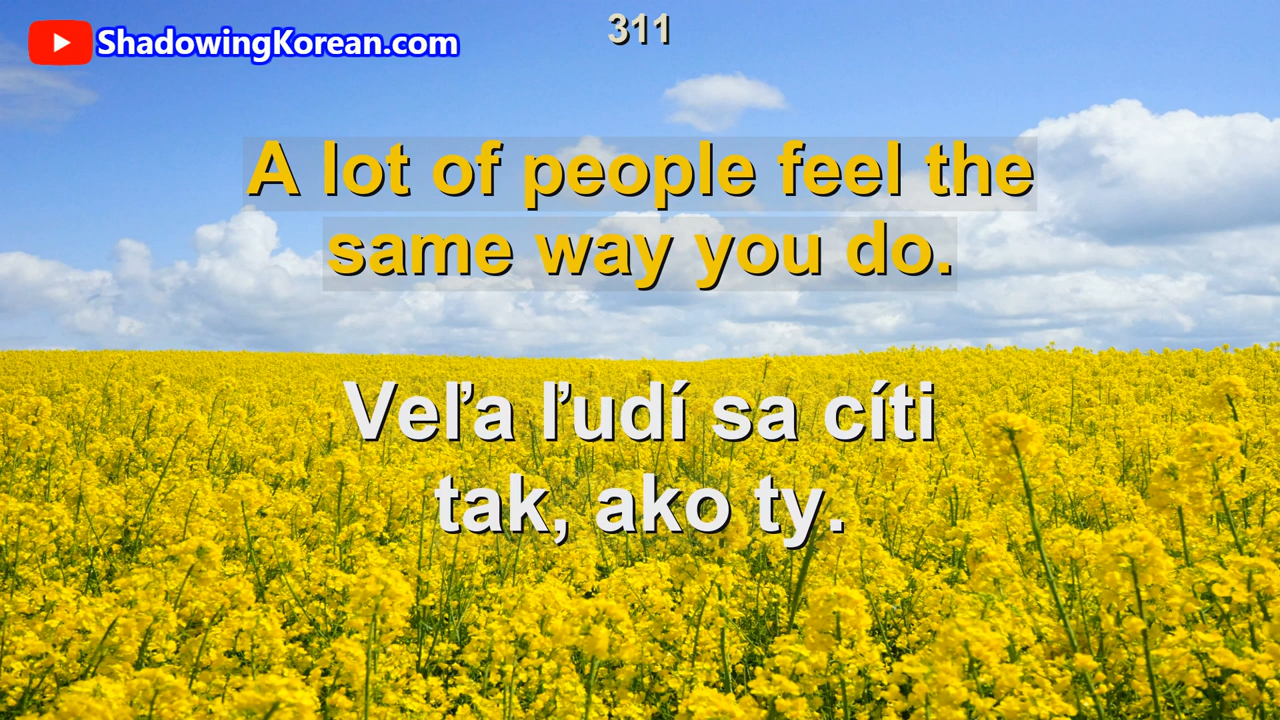 ShadowingKorean.com
311
A lot of people feel the
same way you do.
Veľa ľudí sa cíti
tak, ako ty.